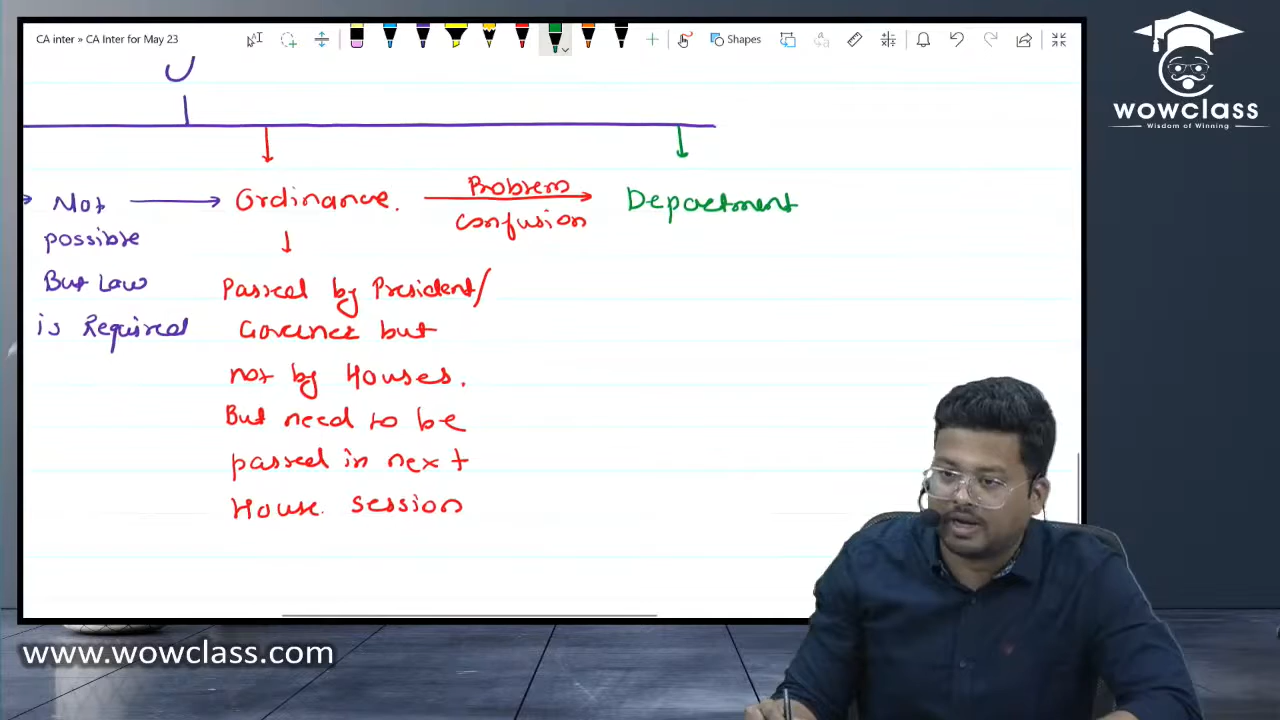 CA inter » CA Inter for May 23
Shapes
wowclass
Wisdom of Winning
Not
possible
But Law
is Required
Ordinance.
Problem
confusion
Department
Passed by President/
Governer but
not by Houses.
But need to be
passed in next
House. session
www.wowclass.com